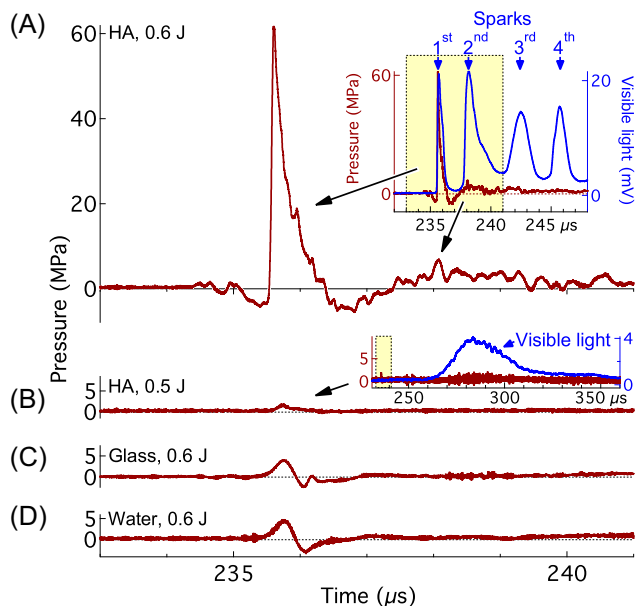 (A)
HA, 0.6 J
60
40
20
0
Pressure (MPa)
Sparks
1st 2nd 3rd 4th
60
0
Pressure (MPa)
20
0
Visible light (mV)
235 240 245 µs
Visible light
5
0
4
0
250 300 350 µs
(B)
HA, 0.5 J
5
0
(C)
Glass, 0.6 J
5
0
(D)
Water, 0.6 J
5
0
235 240
Time (µs)